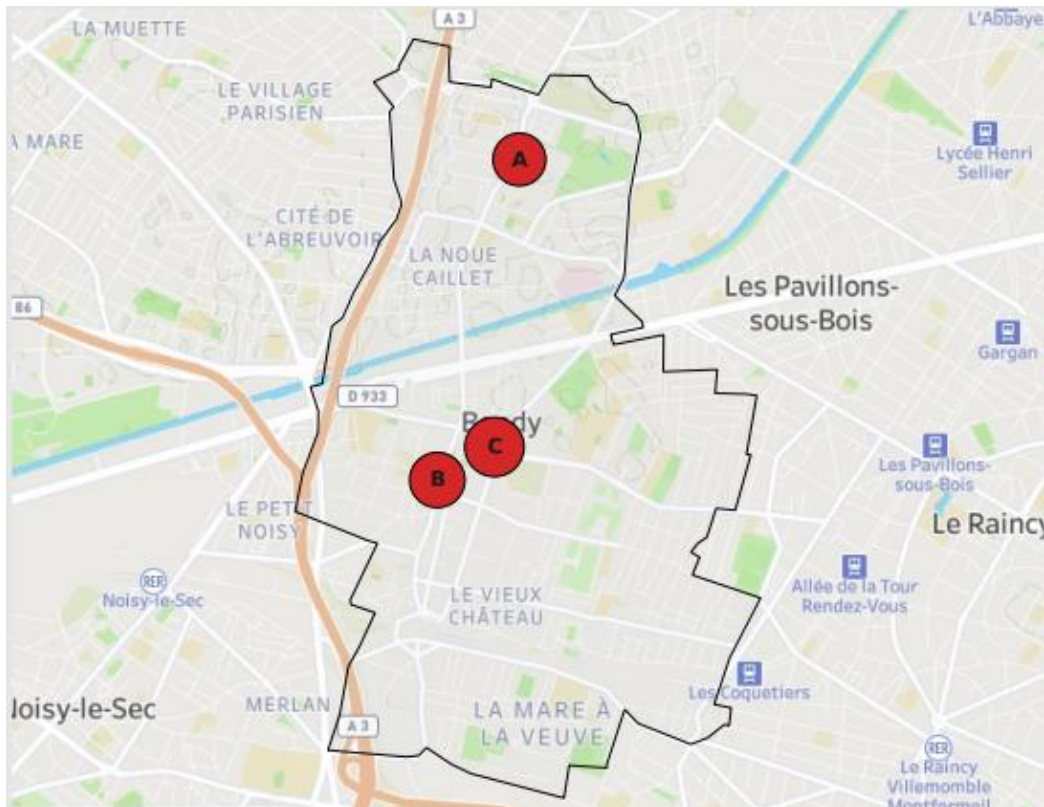 A 3
L'Abbaye
LA MUETTE
LE VILLAGE
PARISIEN
MARE
A
Lycée Henri
Sellier
CITÉ DE
L'ABREUVOIR
LA NOUE
CAILLET
86
Les Pavillons-
sous-Bois
Gargan
D 933
C
B
Les Pavillons-
sous-Bois
LE PETIT
NOISY
Le Raincy
RER
Noisy-le-Sec
LE VIEUX
CHÂTEAU
Allée de la Tour
Rendez-Vous
Les Coquetiers
Noisy-le-Sec
MERLAN
A 3
LA MARE À
LA VEUVE
RER
Le Raincy
Villemomble
Montfermeil